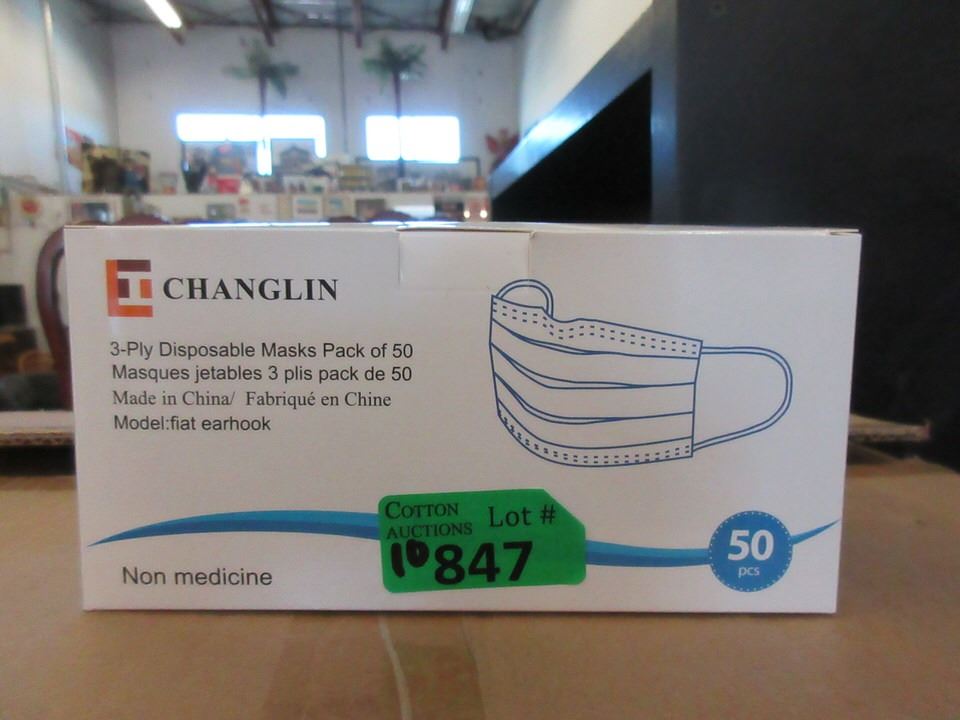 CHANGLIN
3-Ply Disposable Masks Pack of 50
Masques jetables 3 plis pack de 50
Made in China/ Fabriqué en Chine
Model:fiat earhook
COTTON
AUCTIONS Lot #
10847
50
pcs
Non medicine